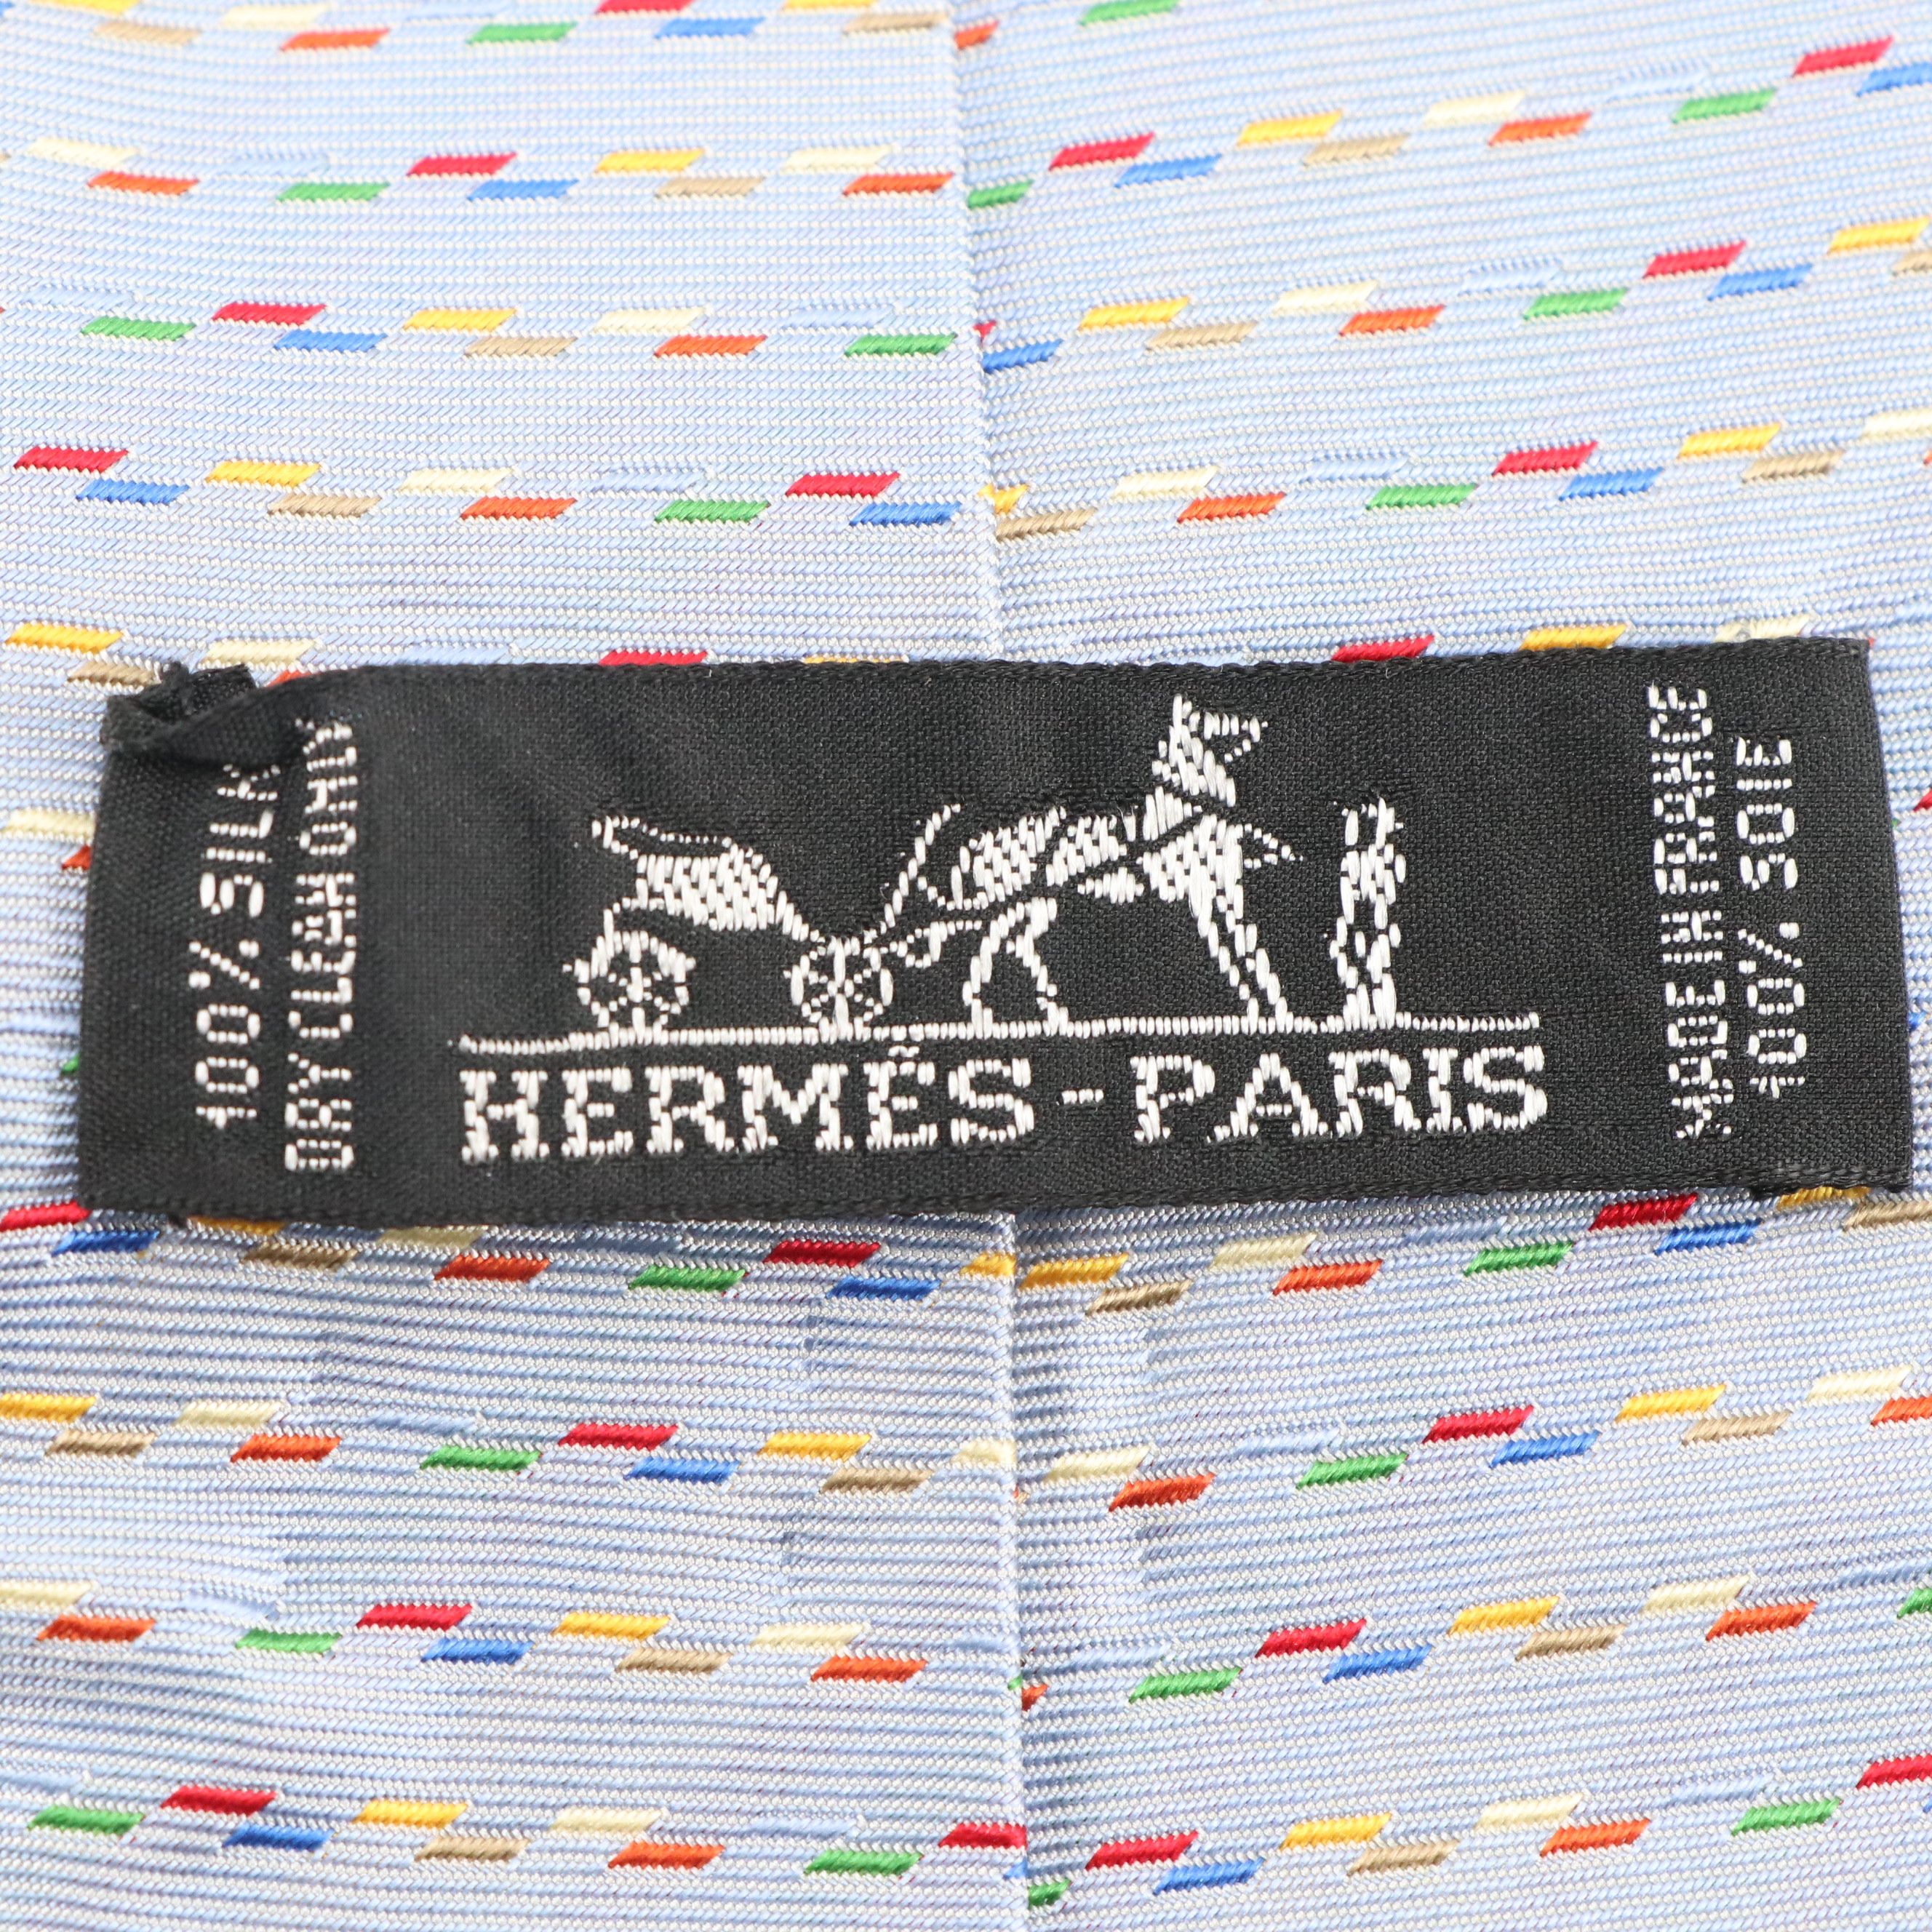 100% SILK
DRY CLEAN ONLY
HERMÈS-PARIS
MADE IN FRANCE
100% SOIE